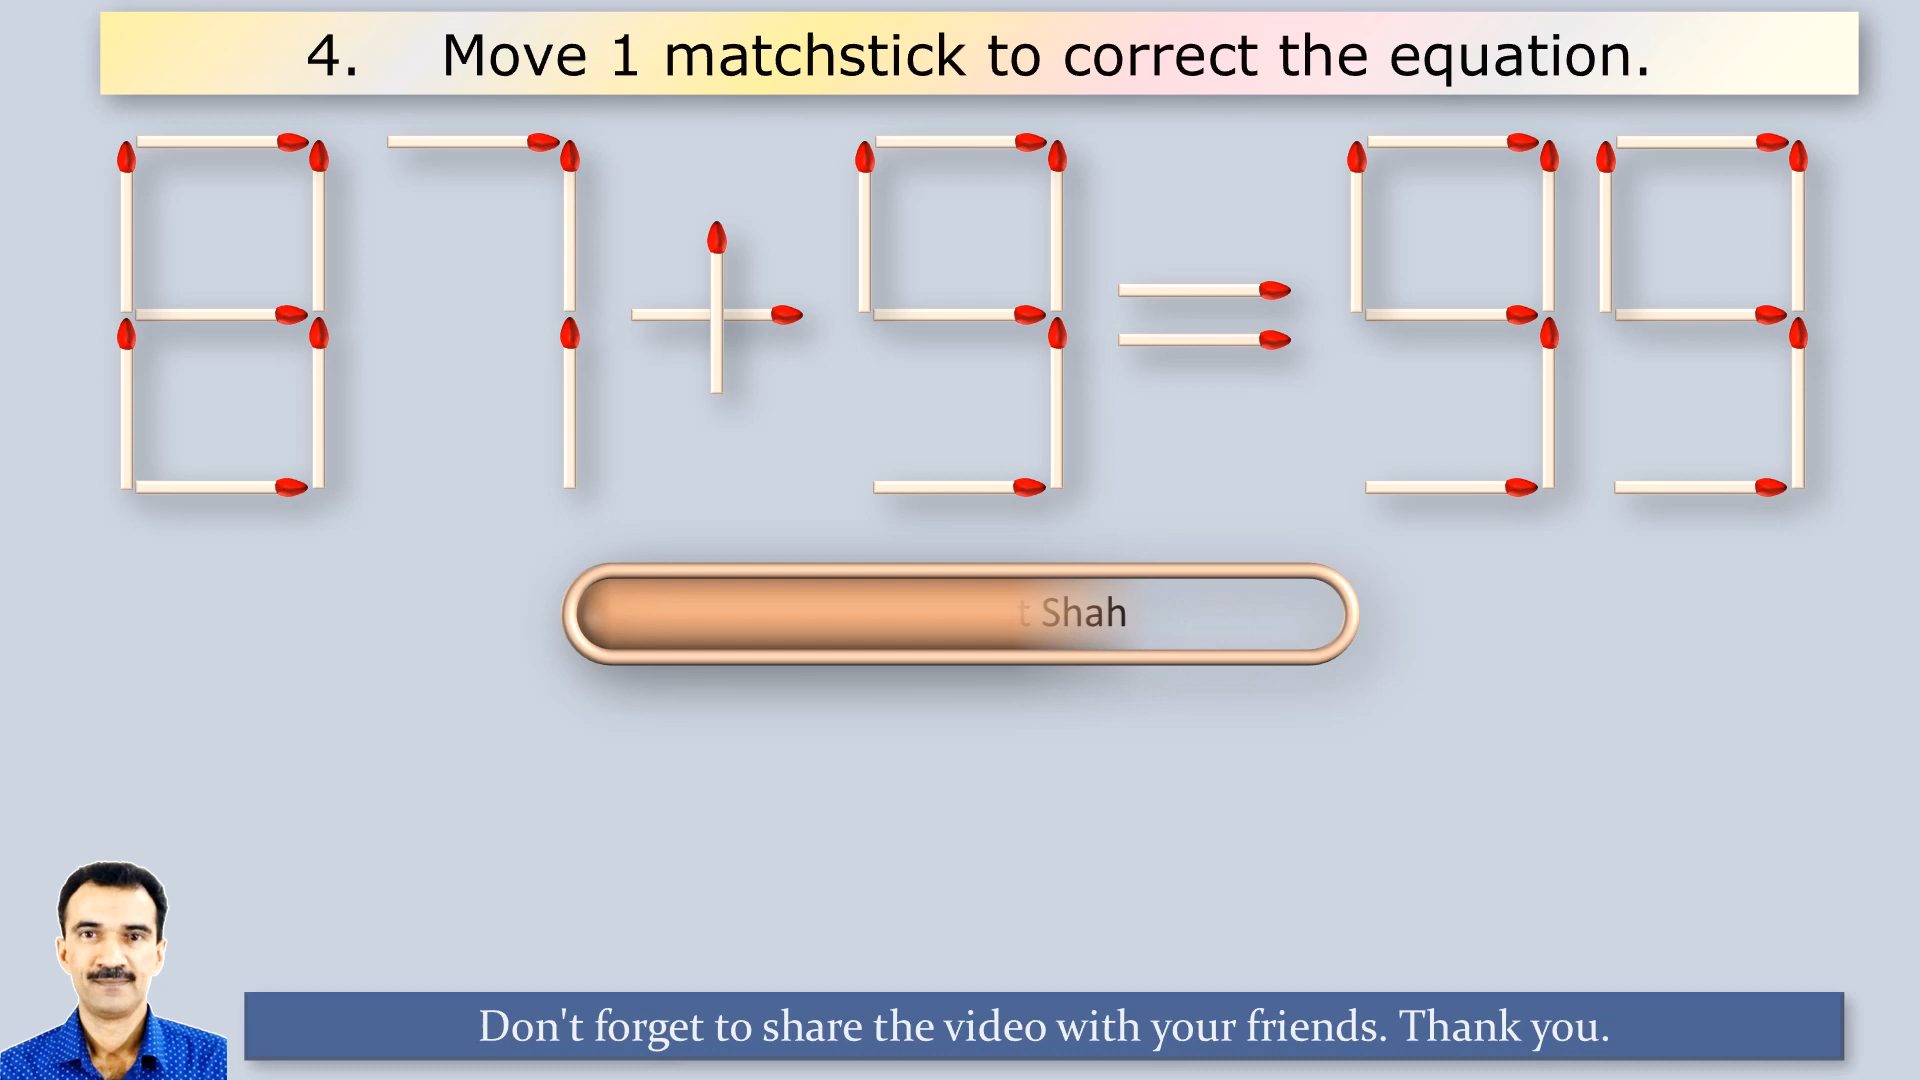 4. Move 1 matchstick to correct the equation.
87+9=99
t Shah
Don't forget to share the video with your friends. Thank you.